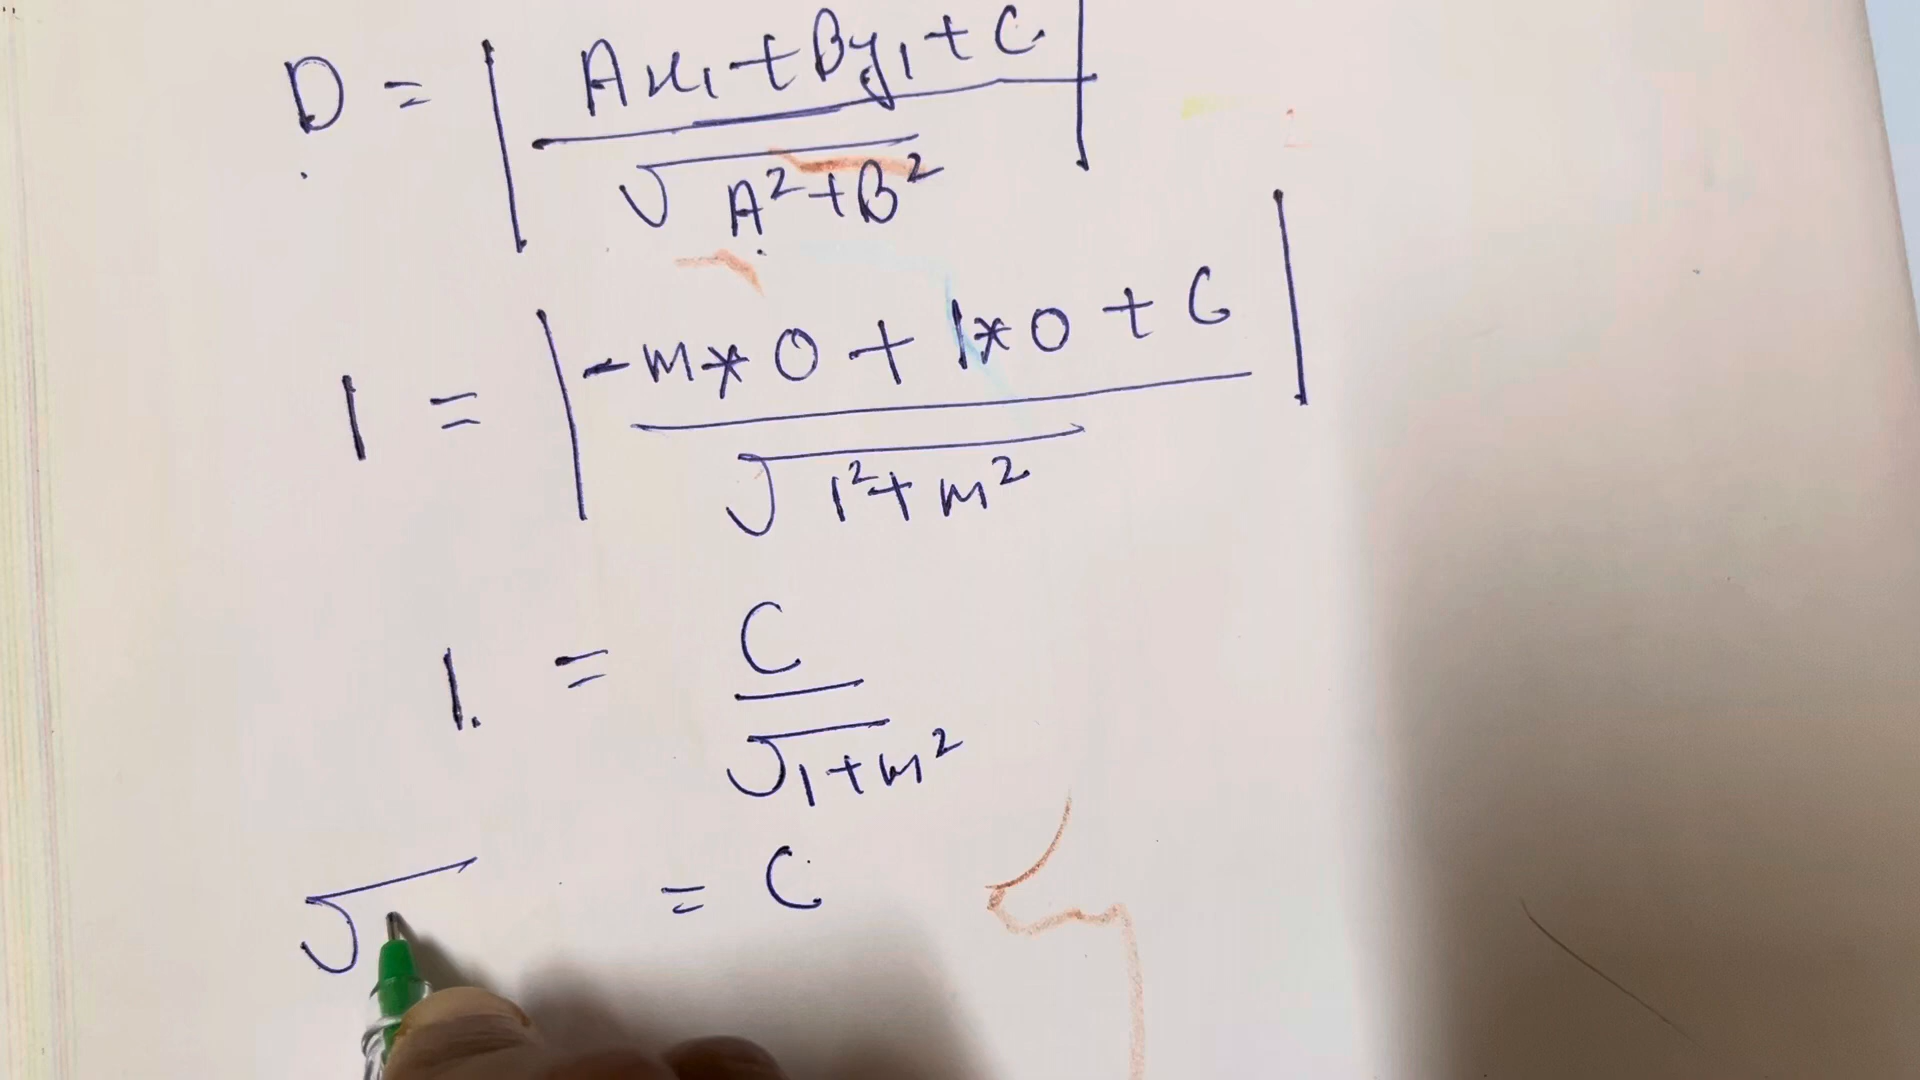 D = | Ax₁ + By₁ + C / √ A² + B² |
1 = | -m * 0 + 1 * 0 + C / √ 1² + m² |
1. = C / √ 1 + m²
√ = C